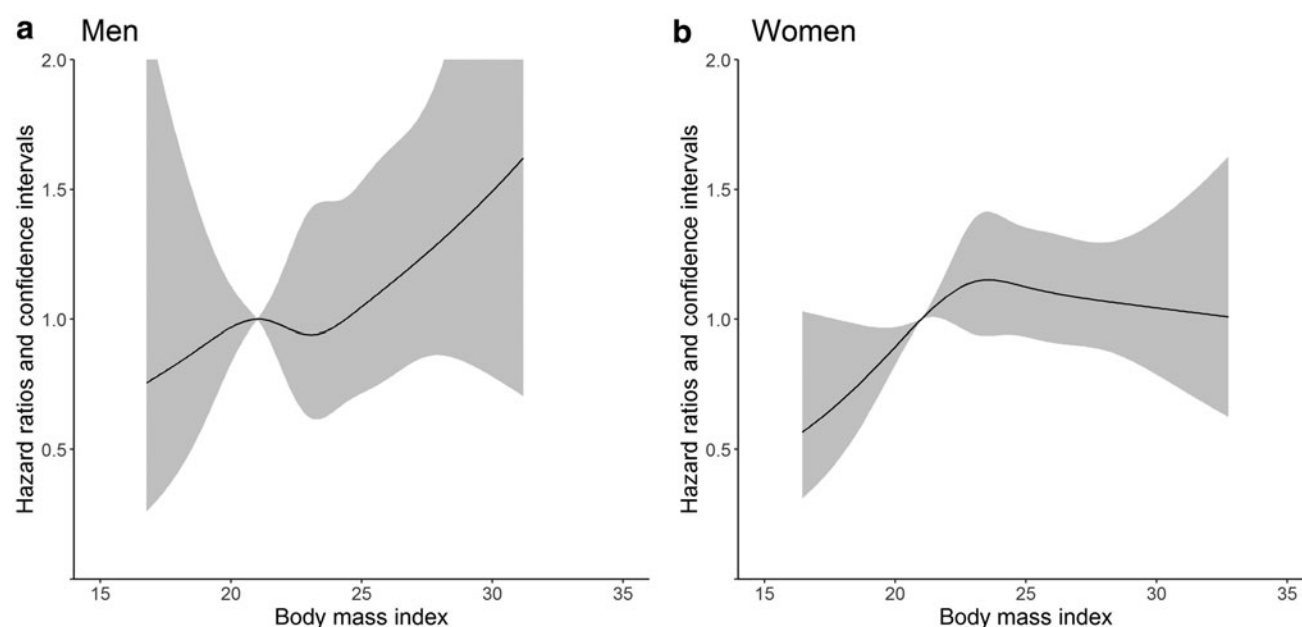 a Men
Hazard ratios and confidence intervals
2.0
1.5
1.0
0.5
15 20 25 30 35
Body mass index
b Women
Hazard ratios and confidence intervals
2.0
1.5
1.0
0.5
15 20 25 30 35
Body mass index